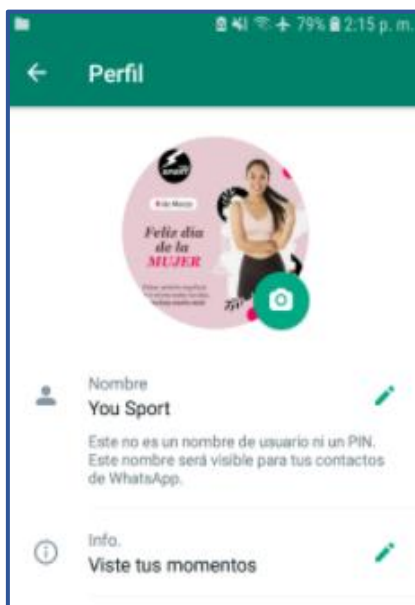 79% 2:15 p. m.
Perfil
SPORT
8 de Marzo
Feliz día
de la
MUJER
Nombre
You Sport
Este no es un nombre de usuario ni un PIN.
Este nombre será visible para tus contactos
de WhatsApp.
Info.
Viste tus momentos